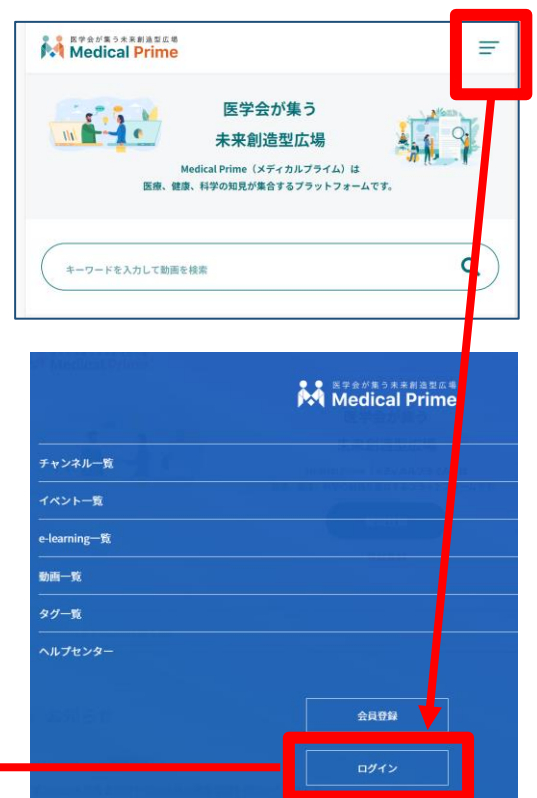 医学会が集う未来創造型広場
Medical Prime
医学会が集う
未来創造型広場
Medical Prime（メディカルプライム）は
医療、健康、科学の知見が集合するプラットフォームです。
キーワードを入力して動画を検索
医学会が集う未来創造型広場
Medical Prime
チャンネル一覧
イベント一覧
e-learning一覧
動画一覧
タグ一覧
ヘルプセンター
会員登録
ログイン